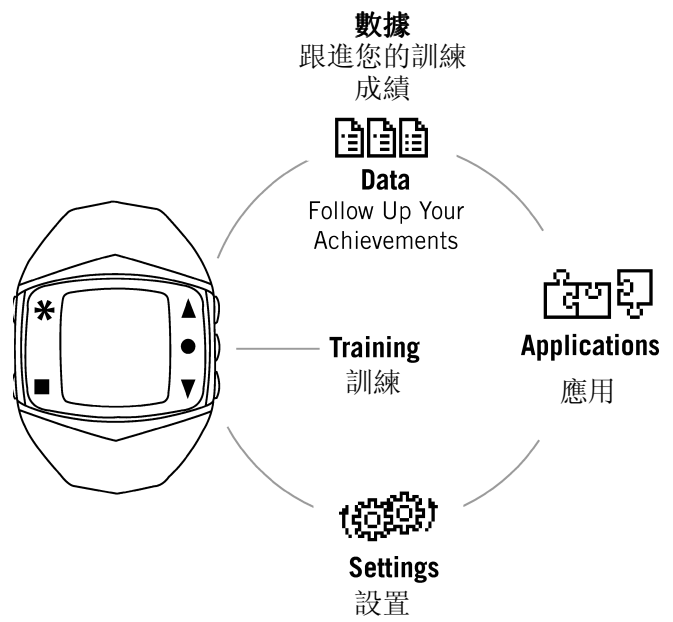 數據
跟進您的訓練
成績
Data
Follow Up Your
Achievements
Training
訓練
Applications
應用
Settings
設置